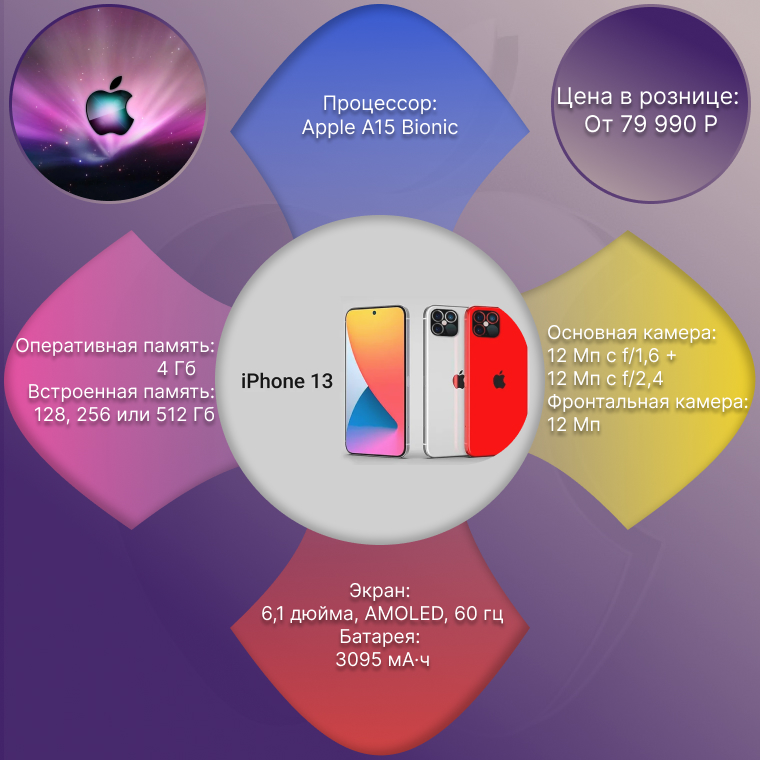 Процессор:
Apple A15 Bionic
Цена в рознице:
От 79 990 Р
Оперативная память:
4 Гб
Встроенная память:
128, 256 или 512 Гб
iPhone 13
Основная камера:
12 Мп с f/1,6 +
12 Мп с f/2,4
Фронтальная камера:
12 Мп
Экран:
6,1 дюйма, AMOLED, 60 гц
Батарея:
3095 мА·ч